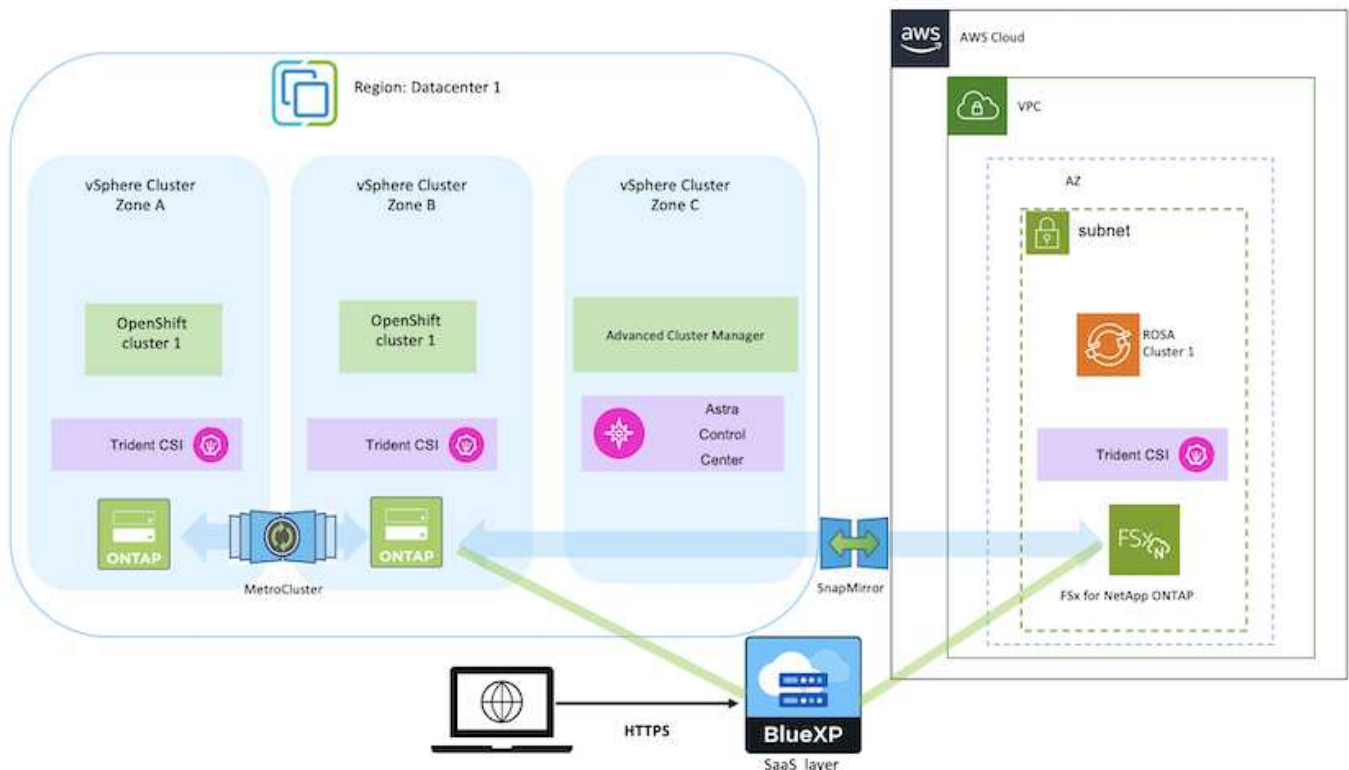 aws
AWS Cloud
Region: Datacenter 1
VPC
vSphere Cluster
Zone A
vSphere Cluster
Zone B
vSphere Cluster
Zone C
AZ
subnet
OpenShift
cluster 1
OpenShift
cluster 1
Advanced Cluster Manager
ROSA
Cluster 1
Trident CSI
Trident CSI
Astra
Control
Center
Trident CSI
ONTAP
ONTAP
FSx
N
MetroCluster
SnapMirror
FSx for NetApp ONTAP
HTTPS
BlueXP
SaaS layer